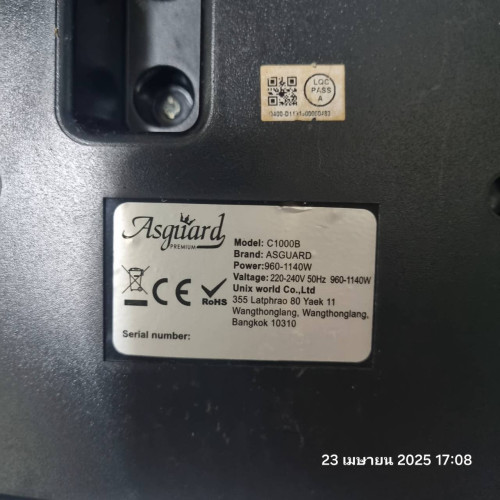 LQC
PASS
A
Asguard
PREMIUM
Model: C1000B
Brand: ASGUARD
Power:960-1140W
Valtage: 220-240V 50Hz 960-1140W
Unix world Co.,Ltd
355 Latphrao 80 Yaek 11
Wangthonglang, Wangthonglang,
Bangkok 10310
CE
RoHS
Serial number:
23 เมษายน 2025 17:08